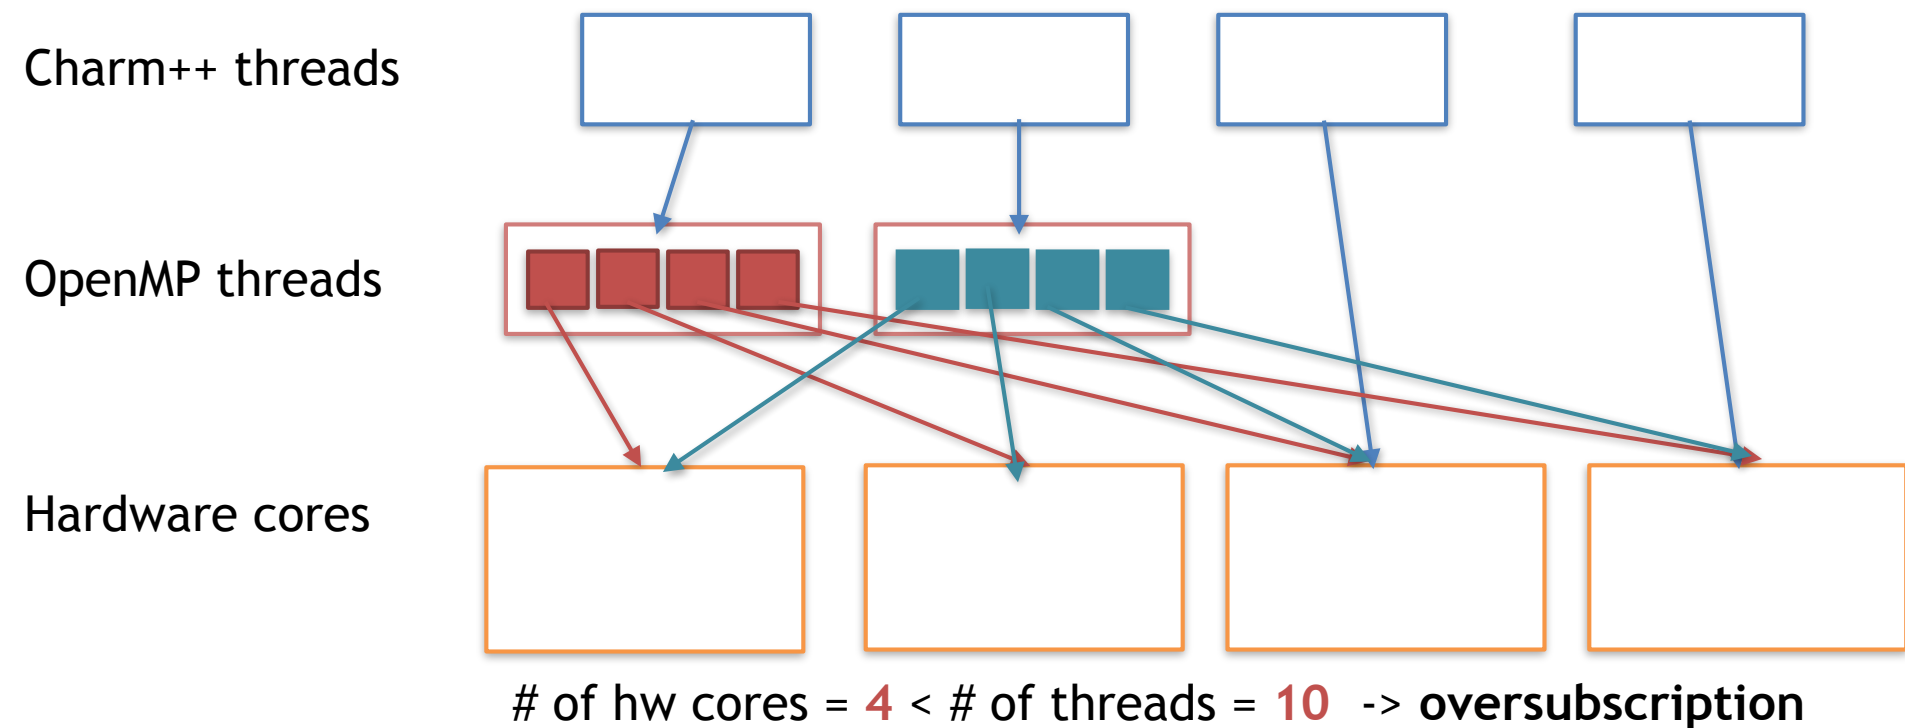 Charm++ threads
OpenMP threads
Hardware cores
# of hw cores = 4 < # of threads = 10 -> oversubscription